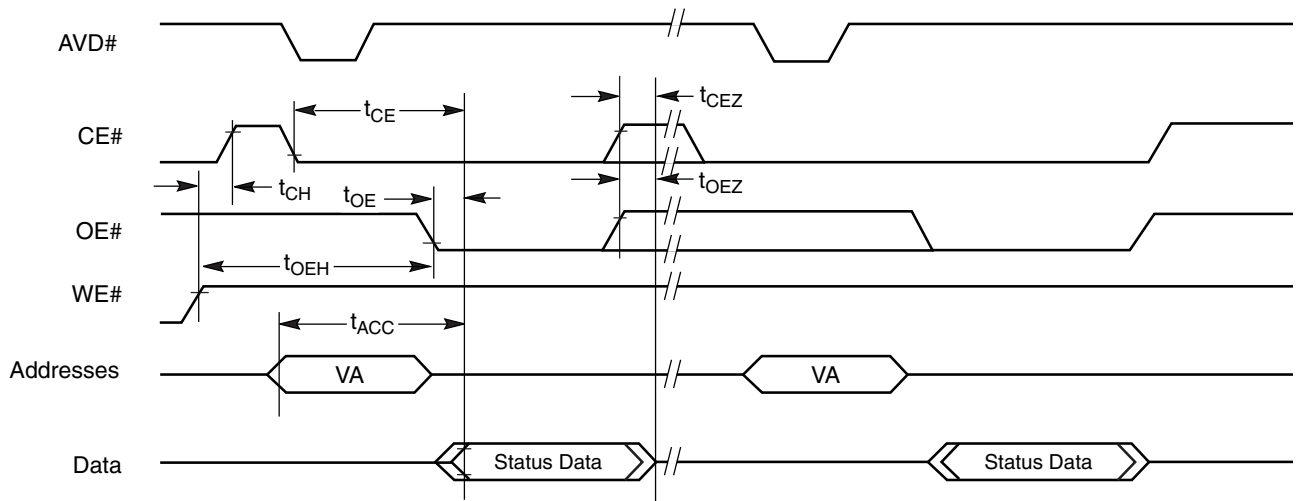 AVD#
tCE
tCEZ
CE#
tCH
tOE
tOEZ
OE#
tOEH
WE#
tACC
Addresses
VA
VA
Data
Status Data
Status Data